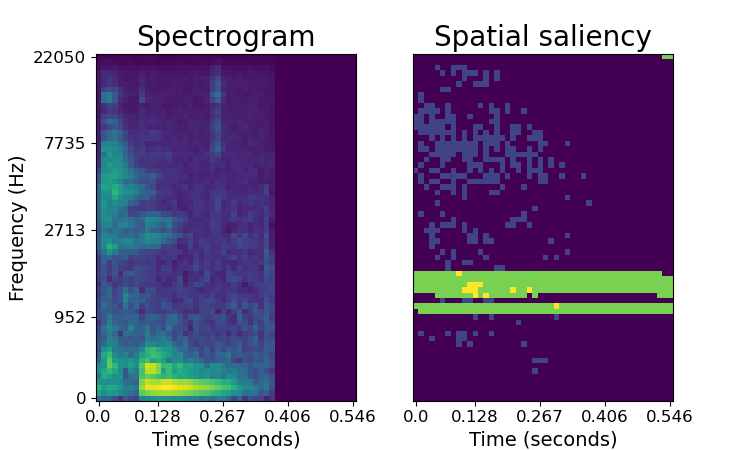 Spectrogram
Spatial saliency
22050
7735
2713
952
0
Frequency (Hz)
0.0 0.128 0.267 0.406 0.546
0.0 0.128 0.267 0.406 0.546
Time (seconds)
Time (seconds)